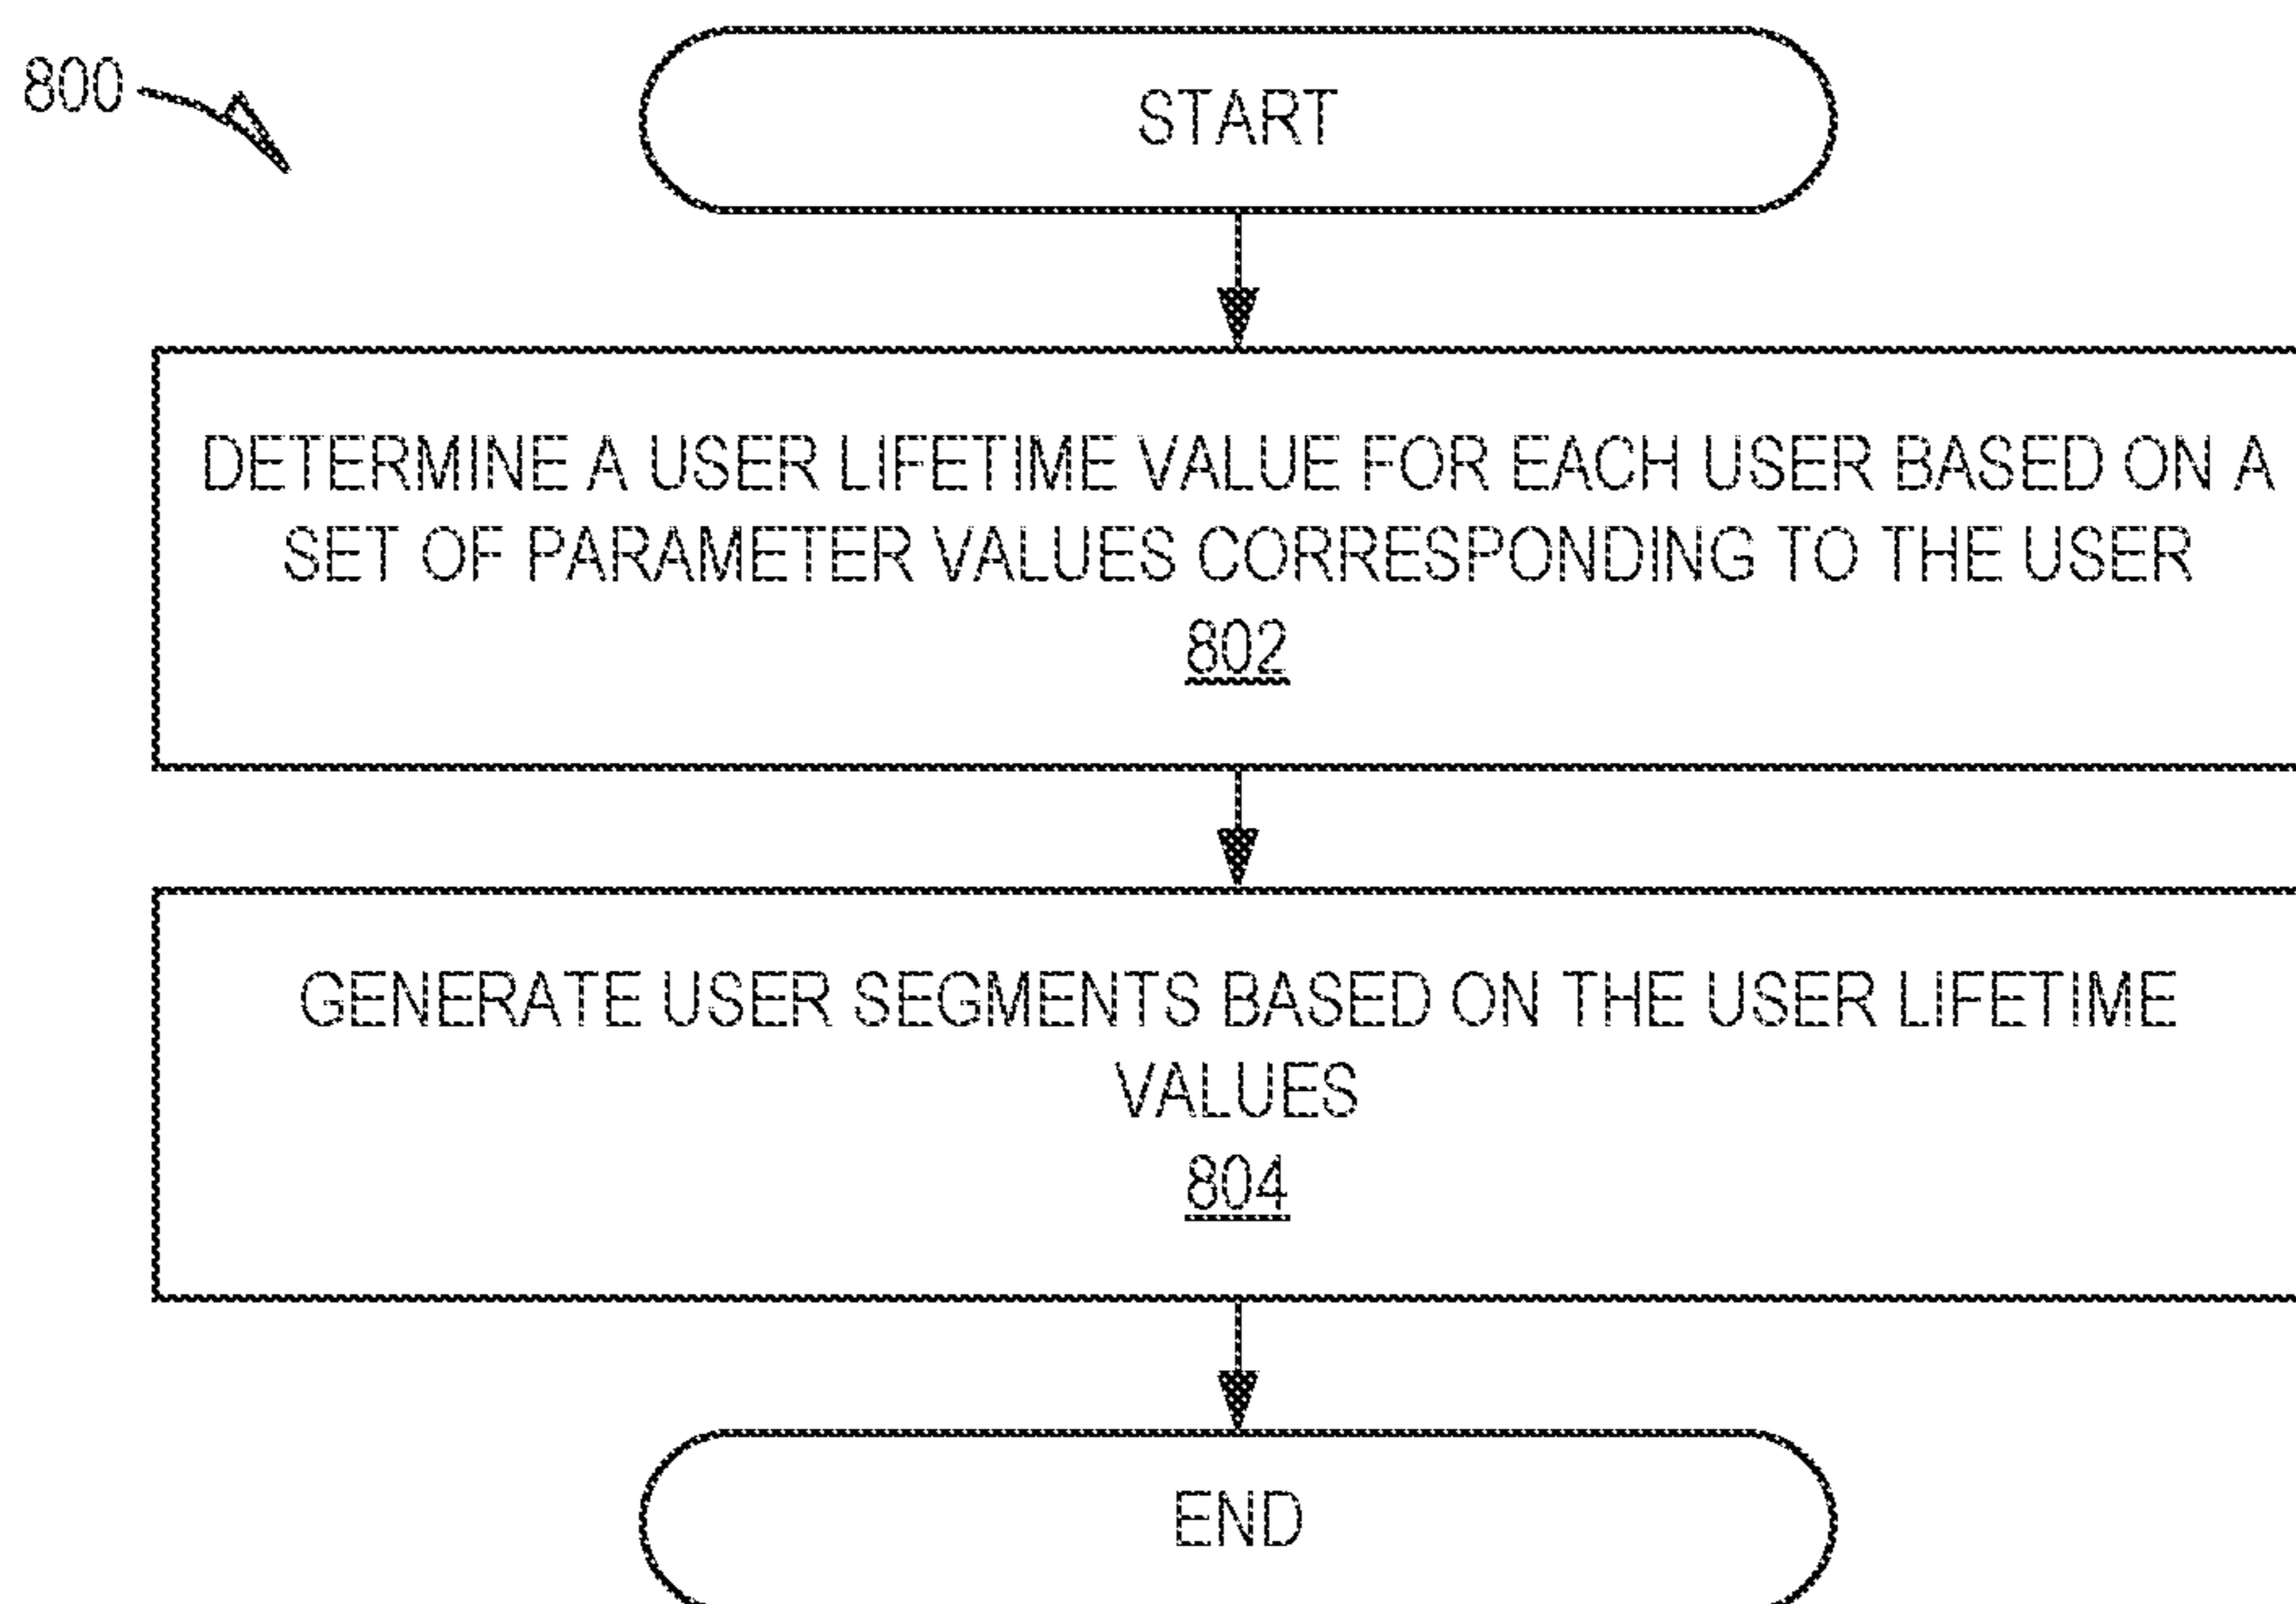 800
START
DETERMINE A USER LIFETIME VALUE FOR EACH USER BASED ON A
SET OF PARAMETER VALUES CORRESPONDING TO THE USER
802
GENERATE USER SEGMENTS BASED ON THE USER LIFETIME
VALUES
804
END